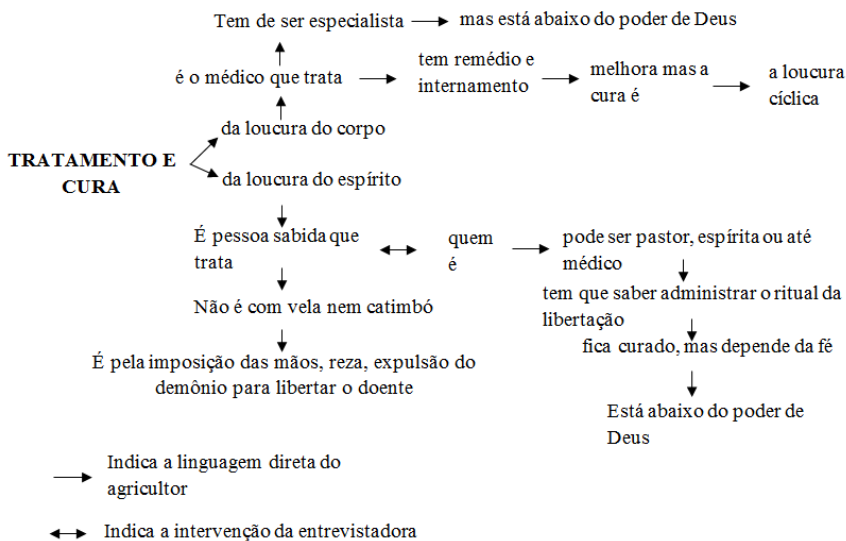 Tem de ser especialista
mas está abaixo do poder de Deus
é o médico que trata
tem remédio e
internamento
melhora mas a
cura é
a loucura
cíclica
da loucura do corpo
TRATAMENTO E
CURA
da loucura do espírito
É pessoa sabida que
trata
quem
é
pode ser pastor, espírita ou até
médico
Não é com vela nem catimbó
tem que saber administrar o ritual da
libertação
É pela imposição das mãos, reza, expulsão do
demônio para libertar o doente
fica curado, mas depende da fé
Está abaixo do poder de
Deus
Indica a linguagem direta do
agricultor
Indica a intervenção da entrevistadora